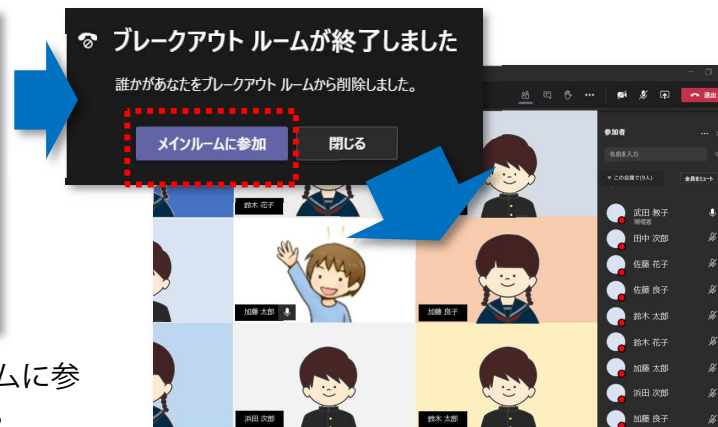 ブレークアウト ルームが終了しました
誰かがあなたをブレークアウト ルームから削除しました。
メインルームに参加
閉じる
退出
参加者
名前を入力
▼ この会議で(9人)
全員をミュート
武田 敦子
開催者
田中 次郎
佐藤 花子
佐藤 良子
鈴木 太郎
鈴木 花子
加藤 太郎
浜田 次郎
加藤 良子
鈴木 花子
加藤 太郎
加藤 良子
浜田 次郎
鈴木 太郎
ムに参